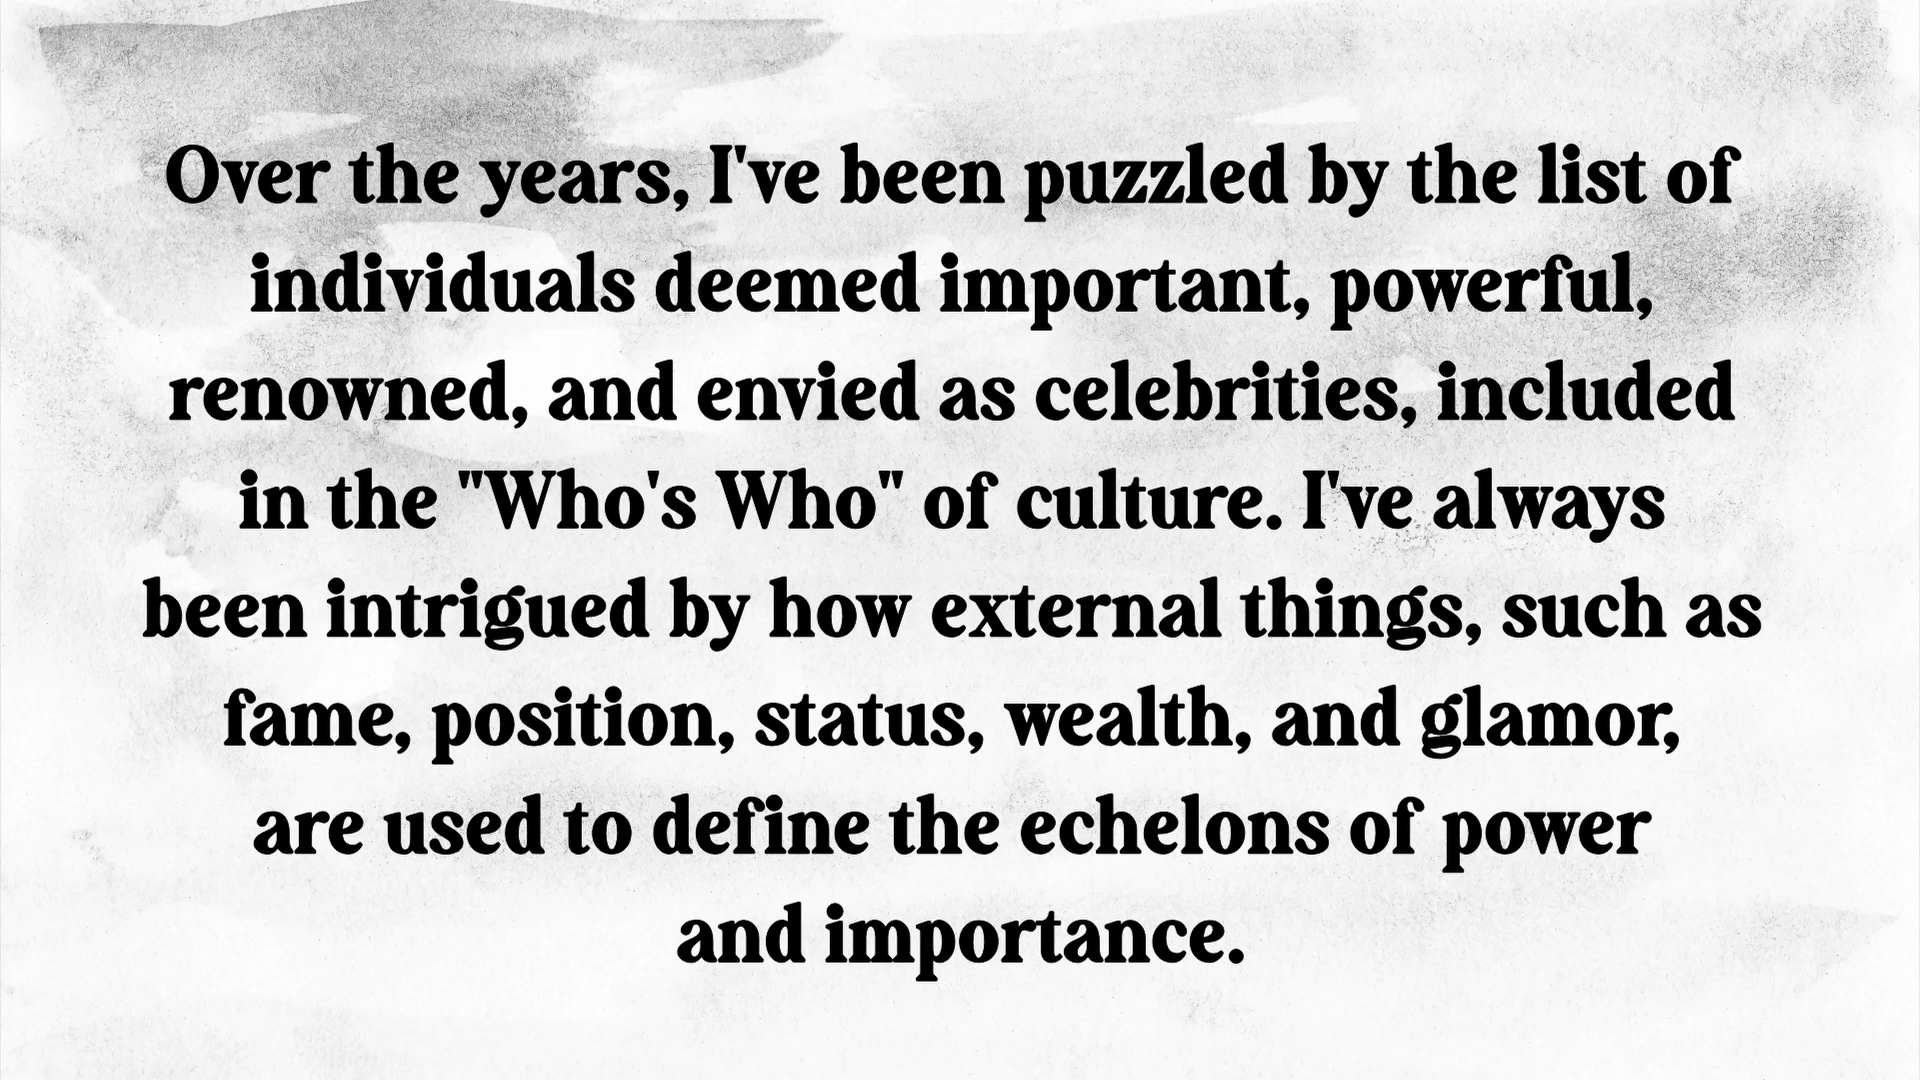 Over the years, I've been puzzled by the list of
individuals deemed important, powerful,
renowned, and envied as celebrities, included
in the "Who's Who" of culture. I've always
been intrigued by how external things, such as
fame, position, status, wealth, and glamor,
are used to define the echelons of power
and importance.